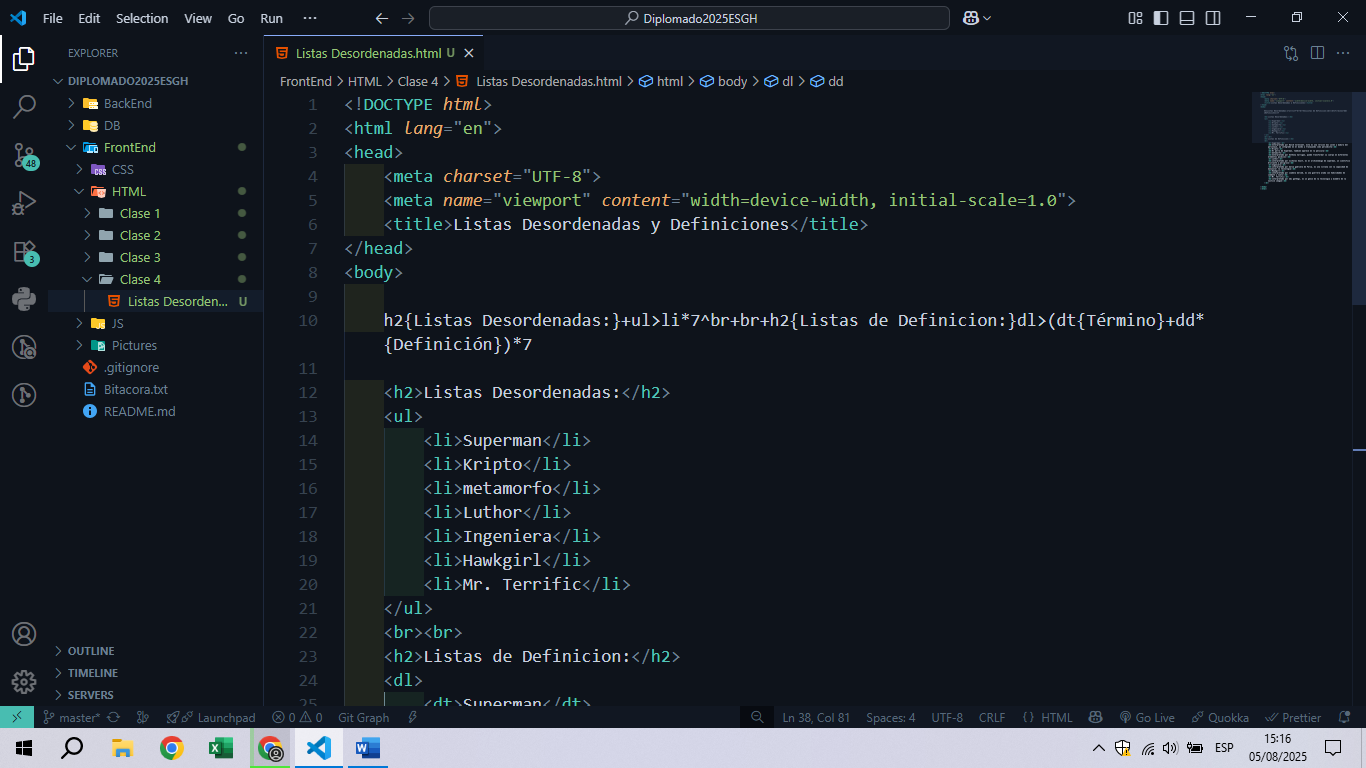 File Edit Selection View Go Run ··· Diplomado2025ESGH
EXPLORER ···
DIPLOMADO2025ESGH
BackEnd
DB
FrontEnd
CSS
HTML
Clase 1
Clase 2
Clase 3
Clase 4
Listas Desorden... U
JS
Pictures
.gitignore
Bitacora.txt
README.md
OUTLINE
TIMELINE
SERVERS
48
3
Listas Desordenadas.html U
FrontEnd > HTML > Clase 4 > Listas Desordenadas.html > html > body > dl > dd
1 <!DOCTYPE html>
2 <html lang="en">
3 <head>
4 <meta charset="UTF-8">
5 <meta name="viewport" content="width=device-width, initial-scale=1.0">
6 <title>Listas Desordenadas y Definiciones</title>
7 </head>
8 <body>
9
10 h2{Listas Desordenadas:}+ul>li*7^br+br+h2{Listas de Definicion:}dl>(dt{Término}+dd*
{Definición})*7
11
12 <h2>Listas Desordenadas:</h2>
13 <ul>
14 <li>Superman</li>
15 <li>Kripto</li>
16 <li>metamorfo</li>
17 <li>Luthor</li>
18 <li>Ingeniera</li>
19 <li>Hawkgirl</li>
20 <li>Mr. Terrific</li>
21 </ul>
22 <br><br>
23 <h2>Listas de Definicion:</h2>
24 <dl>
25 <dt>Superman</dt>
master* Launchpad 0 0 Git Graph Ln 38, Col 81 Spaces: 4 UTF-8 CRLF {} HTML Go Live Quokka Prettier
ESP 15:16
05/08/2025